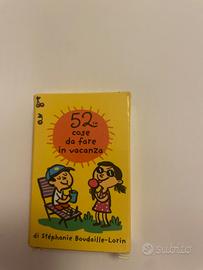 52
cose
da fare
in vacanza
di Stéphanie Boudaille-Lorin
subito